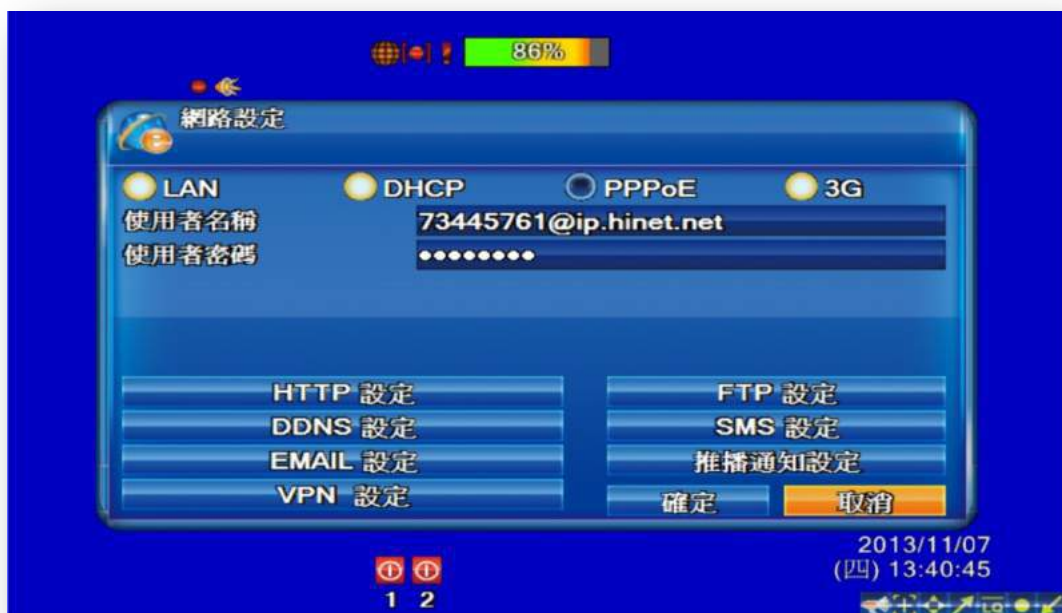 86%
網路設定
LAN DHCP PPPoE 3G
使用者名稱 73445761@ip.hinet.net
使用者密碼 ●●●●●●●●
HTTP 設定 FTP 設定
DDNS 設定 SMS 設定
EMAIL 設定 推播通知設定
VPN 設定 確定 取消
2013/11/07
(四) 13:40:45
1 2